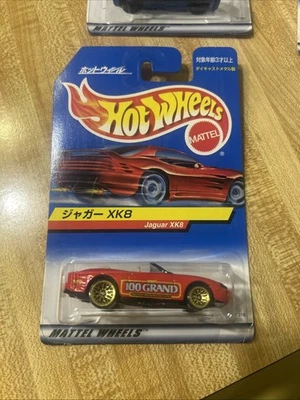 MATTEL WHEELS
ホットウィール
対象年齢3才以上
ダイキャストメタル製
HOT WHEELS
MATTEL
ジャガー XK8
Jaguar XK8
100 GRAND
MATTEL WHEELS